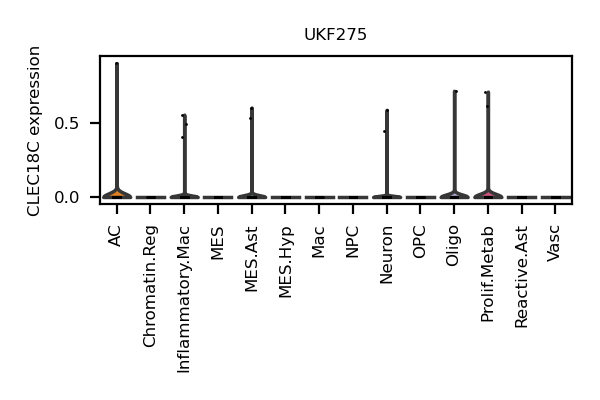 UKF275
CLEC18C expression
0.5
0.0
AC
Chromatin.Reg
Inflammatory.Mac
MES
MES.Ast
MES.Hyp
Mac
NPC
Neuron
OPC
Oligo
Prolif.Metab
Reactive.Ast
Vasc